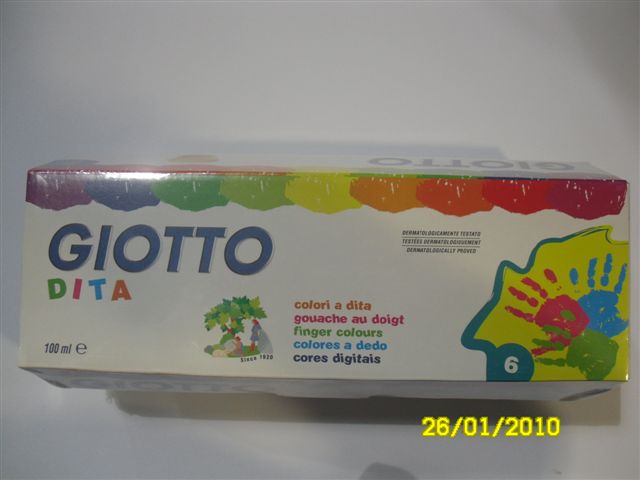 GIOTTO
GIOTTO
DITA
DERMATOLOGICAMENTE TESTATO
TESTÉES DERMATOLOGIQUEMENT
DERMATOLOGICALLY PROVED
colori a dita
gouache au doigt
finger colours
colores a dedo
cores digitais
Since 1920
100 ml e
6
26/01/2010